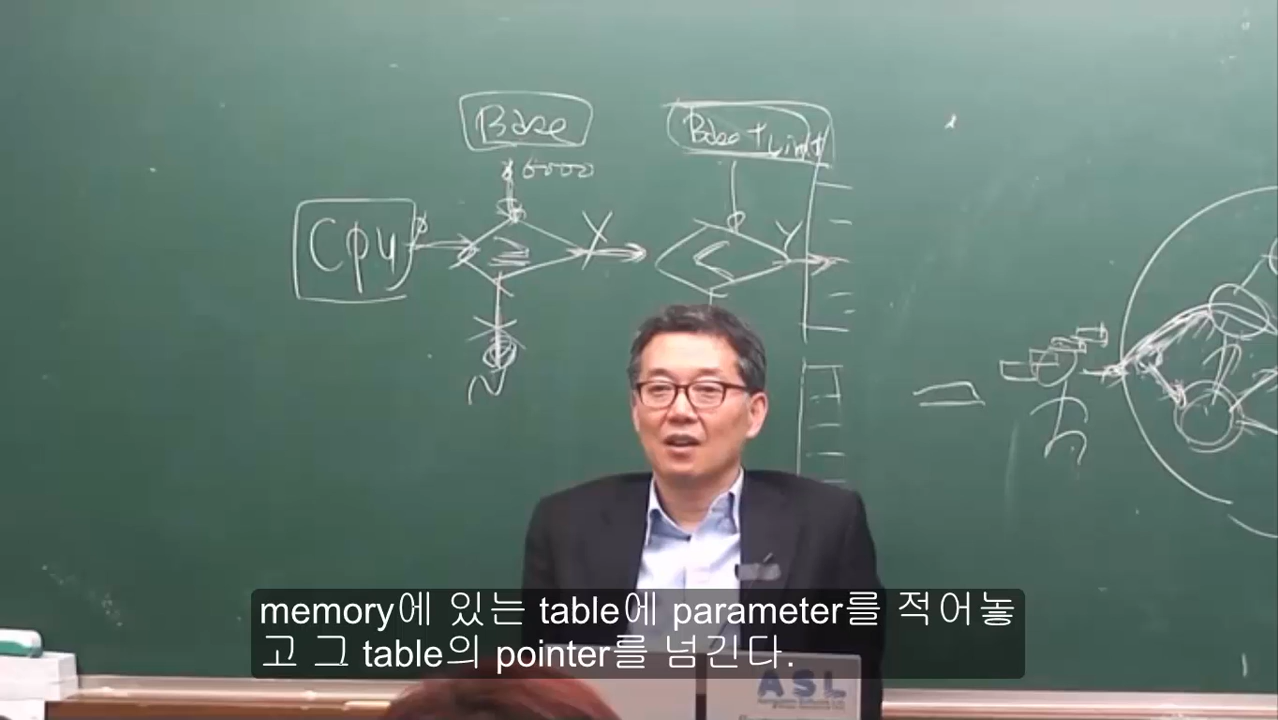 Base
Base + Limit
Cpu
≥
<
Y
N
memory에 있는 table에 parameter를 적어놓
고 그 table의 pointer를 넘긴다.
ASL